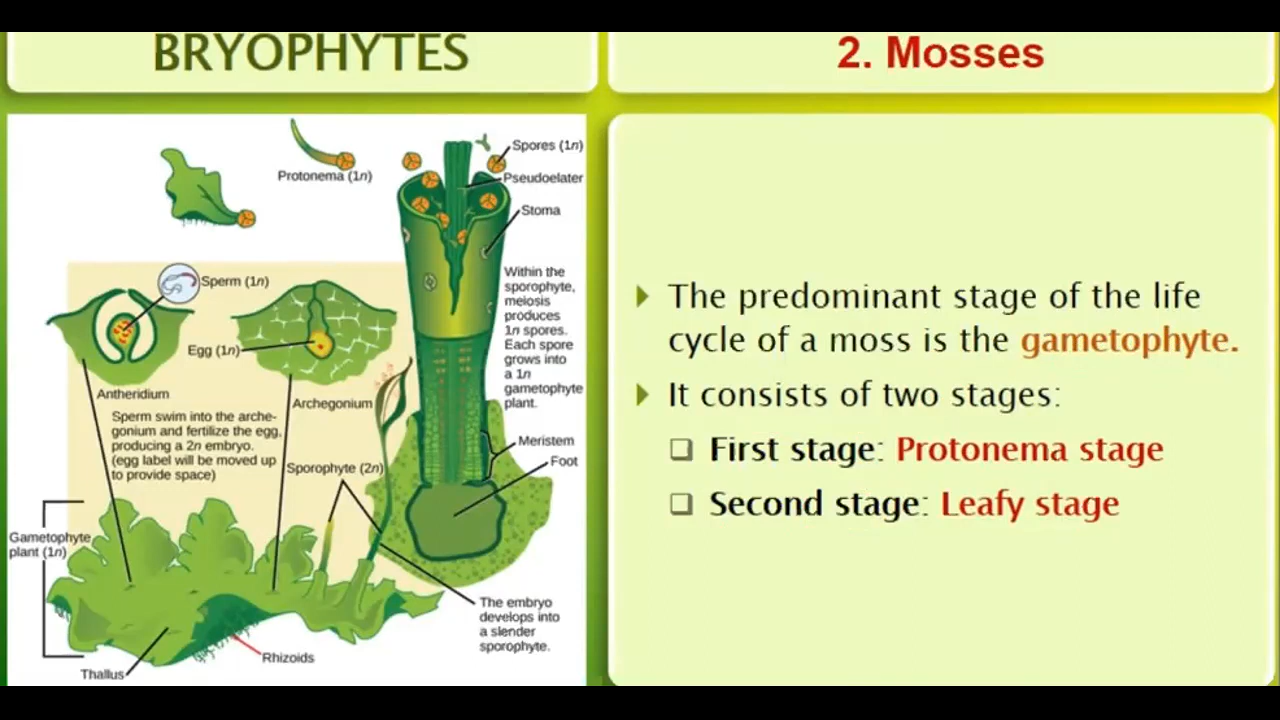 BRYOPHYTES
2. Mosses
Protonema (1n)
Spores (1n)
Pseudoelater
Stoma
Sperm (1n)
Egg (1n)
Antheridium
Archegonium
Sperm swim into the arche-
gonium and fertilize the egg,
producing a 2n embryo.
(egg label will be moved up
to provide space)
Within the
sporophyte,
meiosis
produces
1n spores.
Each spore
grows into
a 1n
gametophyte
plant.
Sporophyte (2n)
Meristem
Foot
Gametophyte
plant (1n)
The embryo
develops into
a slender
sporophyte.
Rhizoids
Thallus
The predominant stage of the life
cycle of a moss is the gametophyte.
It consists of two stages:
First stage: Protonema stage
Second stage: Leafy stage